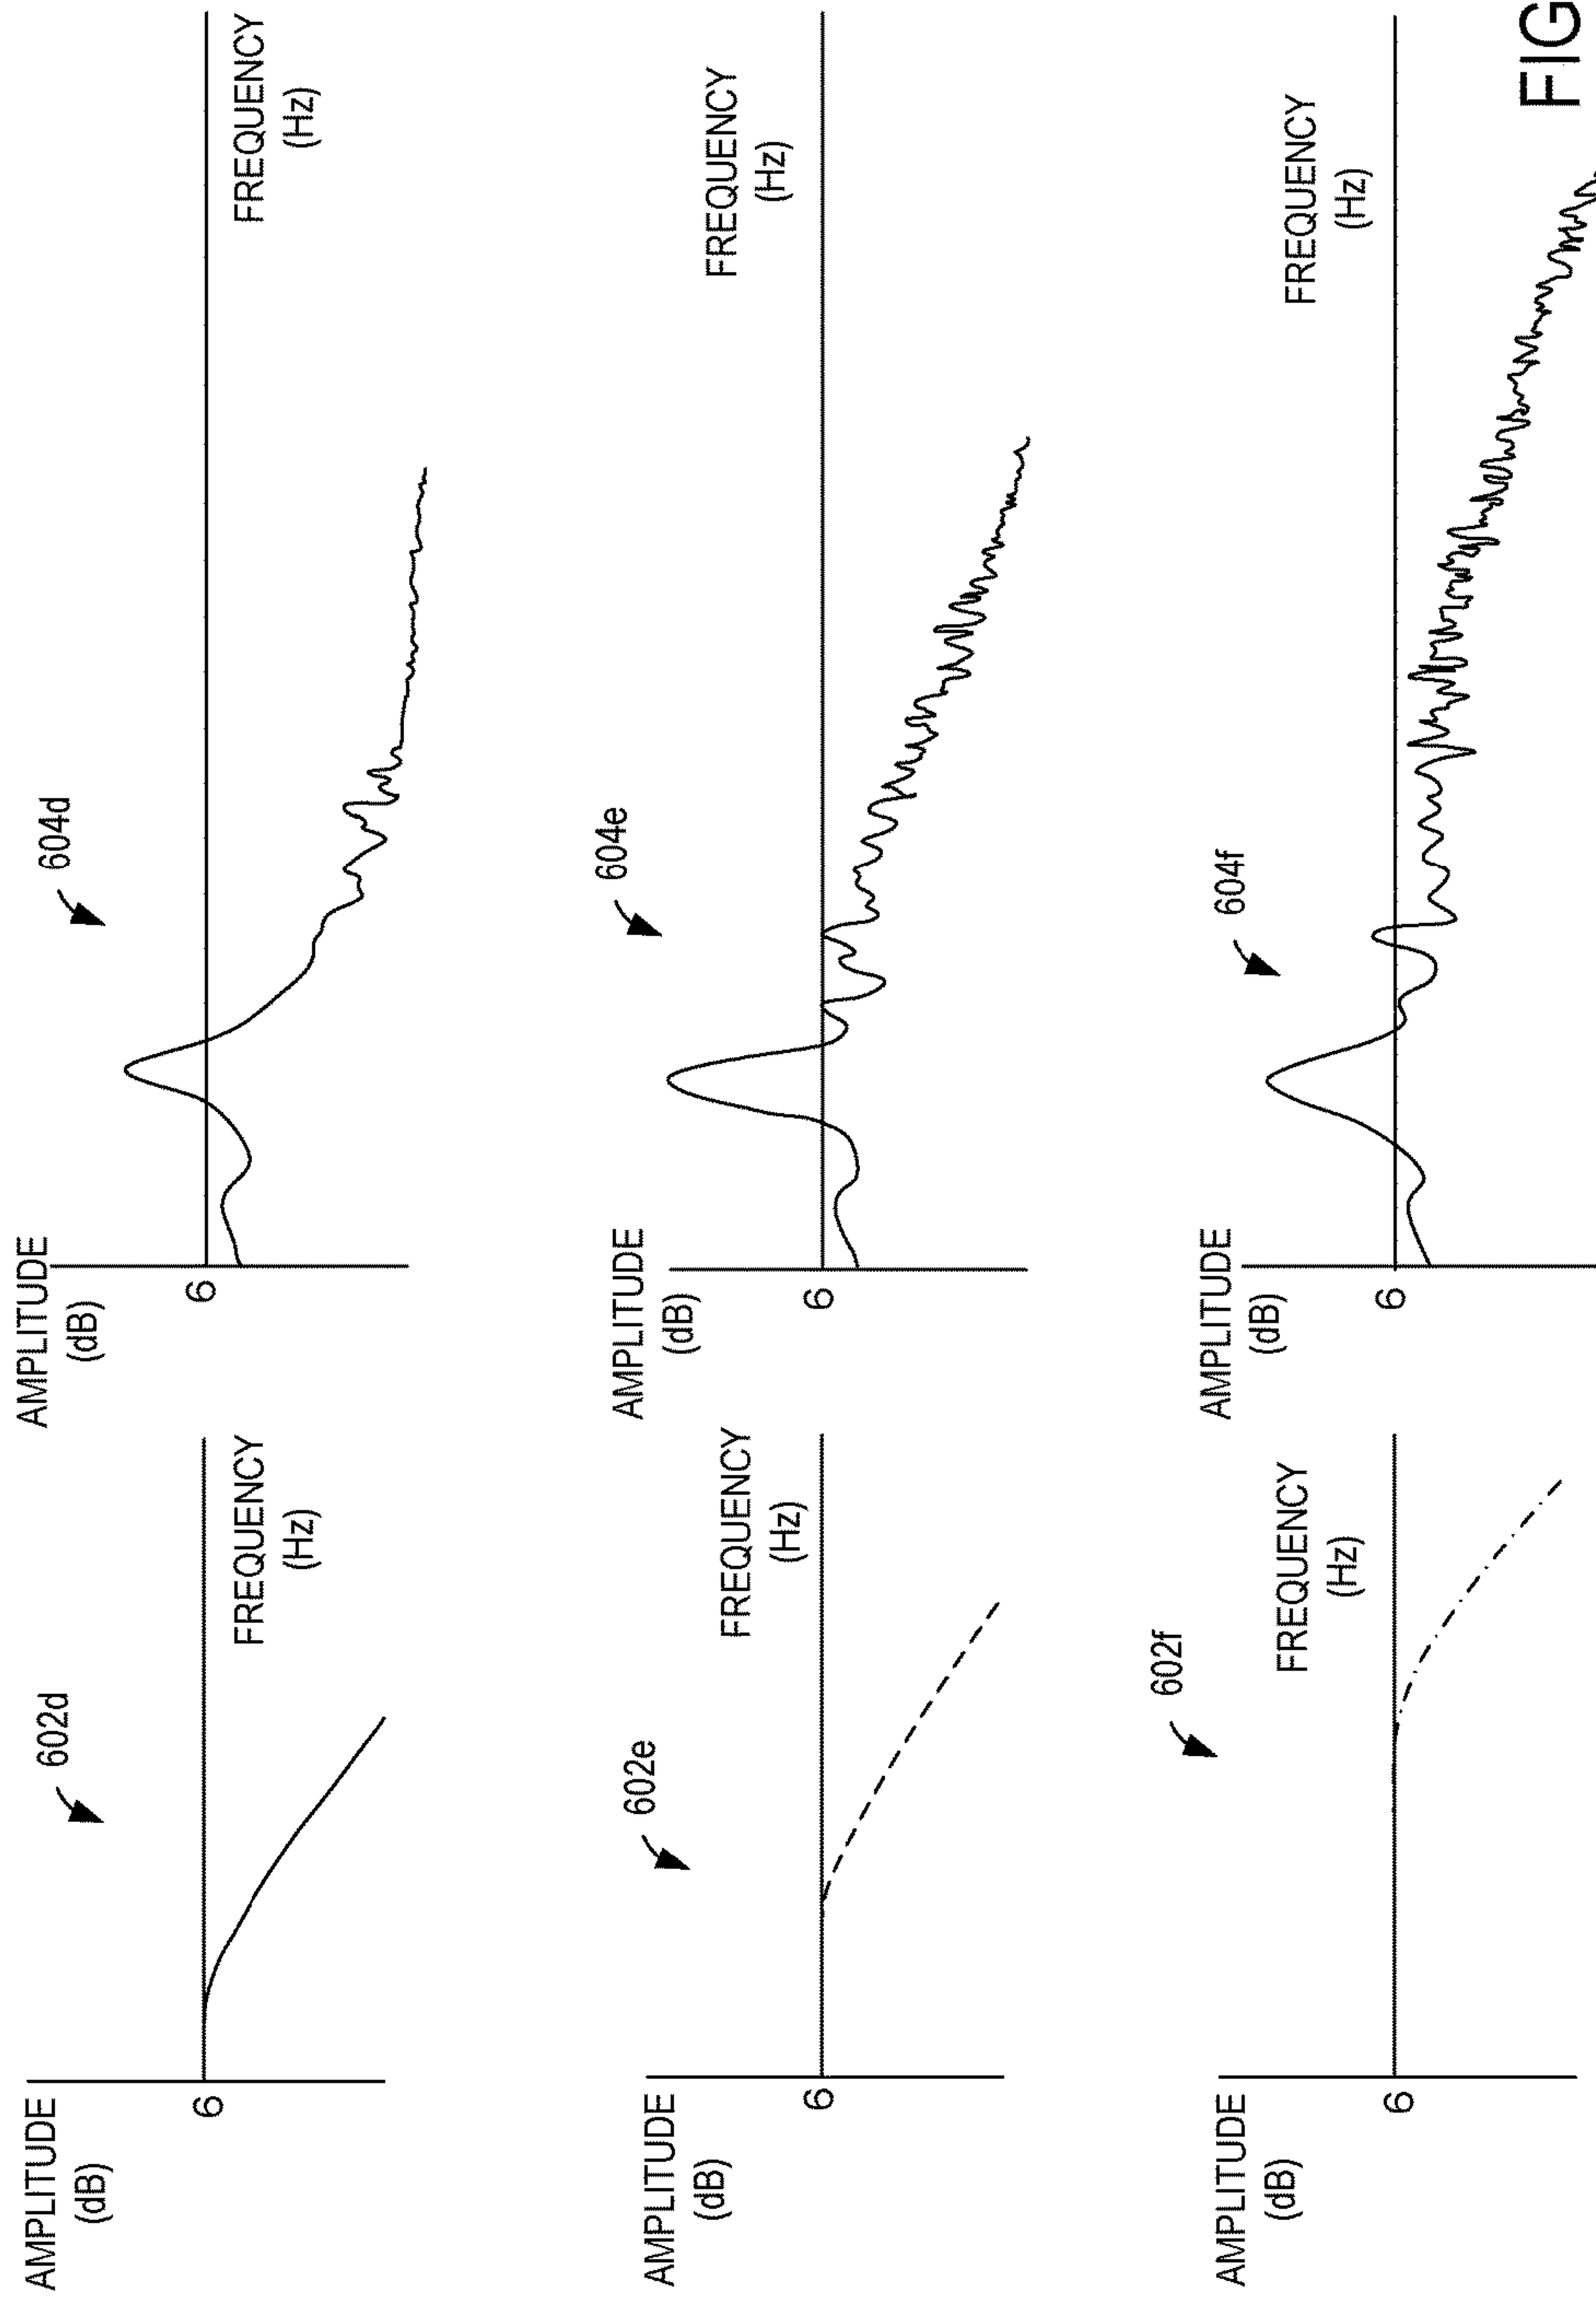 AMPLITUDE
(dB)
602d
6
FREQUENCY
(Hz)
AMPLITUDE
(dB)
604d
6
FREQUENCY
(Hz)
AMPLITUDE
(dB)
602e
6
FREQUENCY
(Hz)
AMPLITUDE
(dB)
604e
6
FREQUENCY
(Hz)
AMPLITUDE
(dB)
602f
6
FREQUENCY
(Hz)
AMPLITUDE
(dB)
604f
6
FREQUENCY
(Hz)
FIG